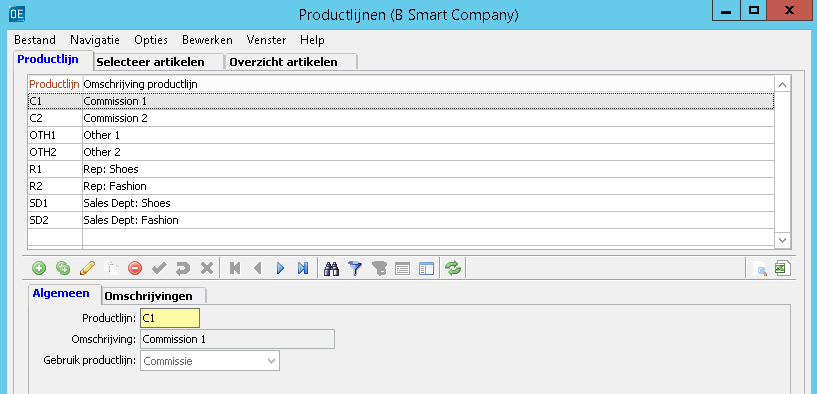 OE Productlijnen (B Smart Company)
Bestand Navigatie Opties Bewerken Venster Help
Productlijn Selecteer artikelen Overzicht artikelen
Productlijn Omschrijving productlijn
C1 Commission 1
C2 Commission 2
OTH1 Other 1
OTH2 Other 2
R1 Rep: Shoes
R2 Rep: Fashion
SD1 Sales Dept: Shoes
SD2 Sales Dept: Fashion
Algemeen Omschrijvingen
Productlijn: C1
Omschrijving: Commission 1
Gebruik productlijn: Commissie